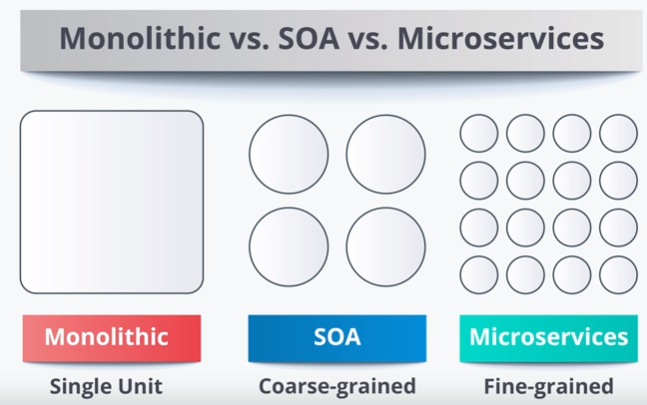 Monolithic vs. SOA vs. Microservices
Monolithic
SOA
Microservices
Single Unit
Coarse-grained
Fine-grained